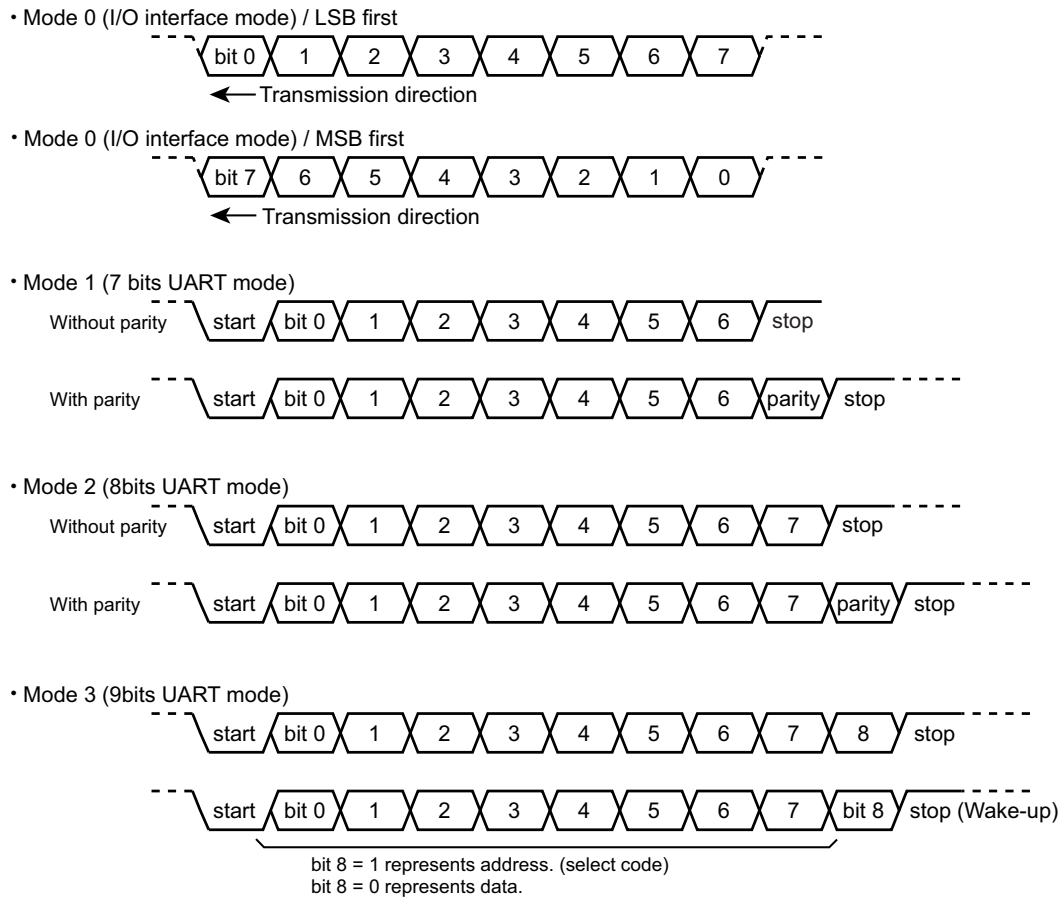 ・Mode 0 (I/O interface mode) / LSB first
bit 0 1 2 3 4 5 6 7
Transmission direction
・Mode 0 (I/O interface mode) / MSB first
bit 7 6 5 4 3 2 1 0
Transmission direction
・Mode 1 (7 bits UART mode)
Without parity start bit 0 1 2 3 4 5 6 stop
With parity start bit 0 1 2 3 4 5 6 parity stop
・Mode 2 (8bits UART mode)
Without parity start bit 0 1 2 3 4 5 6 7 stop
With parity start bit 0 1 2 3 4 5 6 7 parity stop
・Mode 3 (9bits UART mode)
start bit 0 1 2 3 4 5 6 7 8 stop
start bit 0 1 2 3 4 5 6 7 bit 8 stop (Wake-up)
bit 8 = 1 represents address. (select code)
bit 8 = 0 represents data.